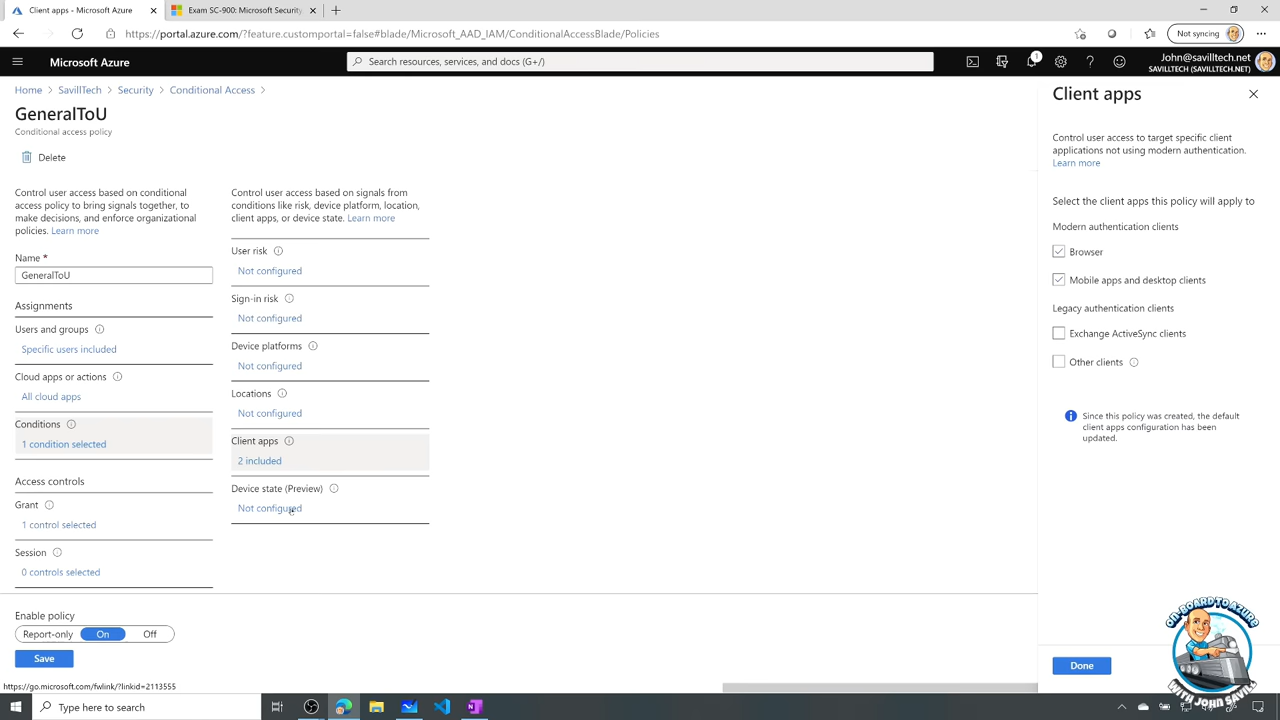 Client apps - Microsoft Azure
Exam SC-900: Microsoft Security
https://portal.azure.com/?feature.customportal=false#blade/Microsoft_AAD_IAM/ConditionalAccessBlade/Policies
Not syncing
Microsoft Azure
Search resources, services, and docs (G+/)
1
John@savilltech.net
SAVILLTECH (SAVILLTECH.NET)
Home > SavillTech > Security > Conditional Access >
GeneralToU
Conditional access policy
Delete
Control user access based on conditional
access policy to bring signals together, to
make decisions, and enforce organizational
policies. Learn more
Name *
GeneralToU
Assignments
Users and groups
Specific users included
Cloud apps or actions
All cloud apps
Conditions
1 condition selected
Access controls
Grant
1 control selected
Session
0 controls selected
Enable policy
Report-only On Off
Save
Control user access based on signals from
conditions like risk, device platform, location,
client apps, or device state. Learn more
User risk
Not configured
Sign-in risk
Not configured
Device platforms
Not configured
Locations
Not configured
Client apps
2 included
Device state (Preview)
Not configured
Client apps
Control user access to target specific client
applications not using modern authentication.
Learn more
Select the client apps this policy will apply to
Modern authentication clients
Browser
Mobile apps and desktop clients
Legacy authentication clients
Exchange ActiveSync clients
Other clients
Since this policy was created, the default
client apps configuration has been
updated.
Done
ON-BOARD TO AZURE
WITH JOHN SAVILL
https://go.microsoft.com/fwlink/?linkid=2113555
Type here to search